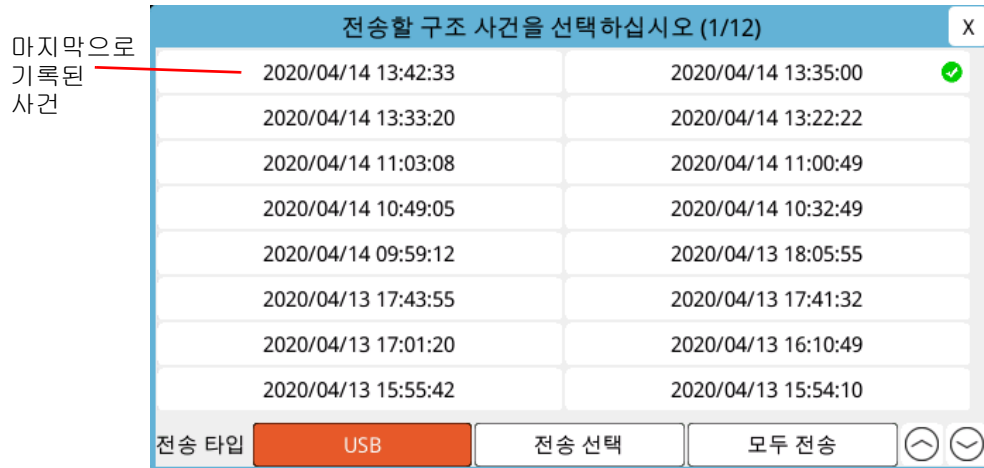 전송할 구조 사건을 선택하십시오 (1/12) X
마지막으로
기록된
사건
2020/04/14 13:42:33 2020/04/14 13:35:00
2020/04/14 13:33:20 2020/04/14 13:22:22
2020/04/14 11:03:08 2020/04/14 11:00:49
2020/04/14 10:49:05 2020/04/14 10:32:49
2020/04/14 09:59:12 2020/04/13 18:05:55
2020/04/13 17:43:55 2020/04/13 17:41:32
2020/04/13 17:01:20 2020/04/13 16:10:49
2020/04/13 15:55:42 2020/04/13 15:54:10
전송 타입 USB 전송 선택 모두 전송